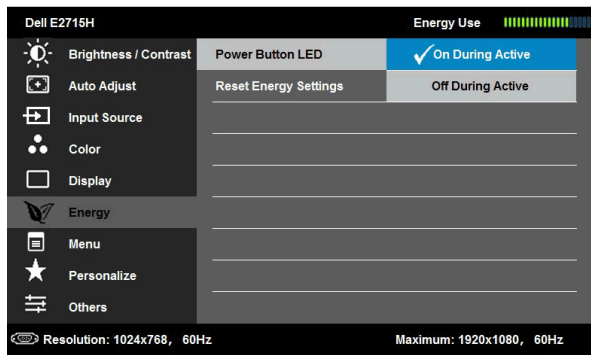 Dell E2715H
Energy Use
Brightness / Contrast
Power Button LED
On During Active
Auto Adjust
Reset Energy Settings
Off During Active
Input Source
Color
Display
Energy
Menu
Personalize
Others
Resolution: 1024x768, 60Hz
Maximum: 1920x1080, 60Hz